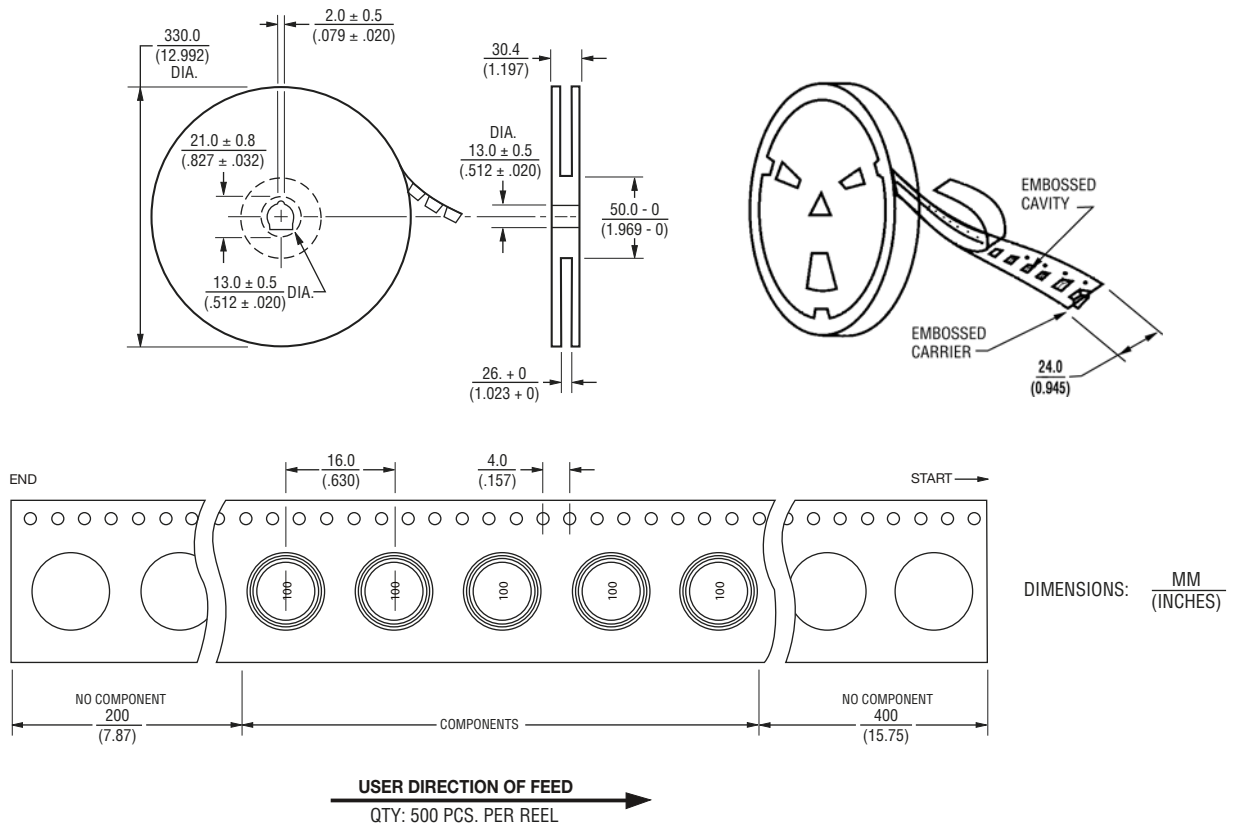 2.0 ± 0.5
(.079 ± .020)
330.0
(12.992)
DIA.
30.4
(1.197)
21.0 ± 0.8
(.827 ± .032)
DIA.
13.0 ± 0.5
(.512 ± .020)
50.0 - 0
(1.969 - 0)
13.0 ± 0.5
(.512 ± .020)
DIA.
26. + 0
(1.023 + 0)
EMBOSSED
CAVITY
EMBOSSED
CARRIER
24.0
(0.945)
END
16.0
(.630)
4.0
(.157)
START
100
100
100
100
100
DIMENSIONS:
MM
(INCHES)
NO COMPONENT
200
(7.87)
COMPONENTS
NO COMPONENT
400
(15.75)
USER DIRECTION OF FEED
QTY: 500 PCS. PER REEL